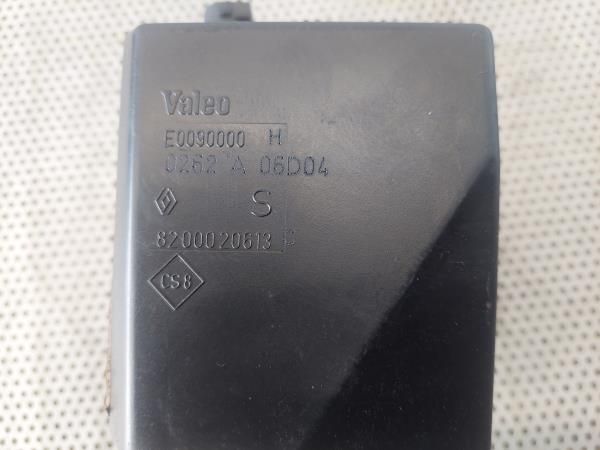 Valeo
E0090000 H
0262 A 06D04
S
8200020613 C
CS8